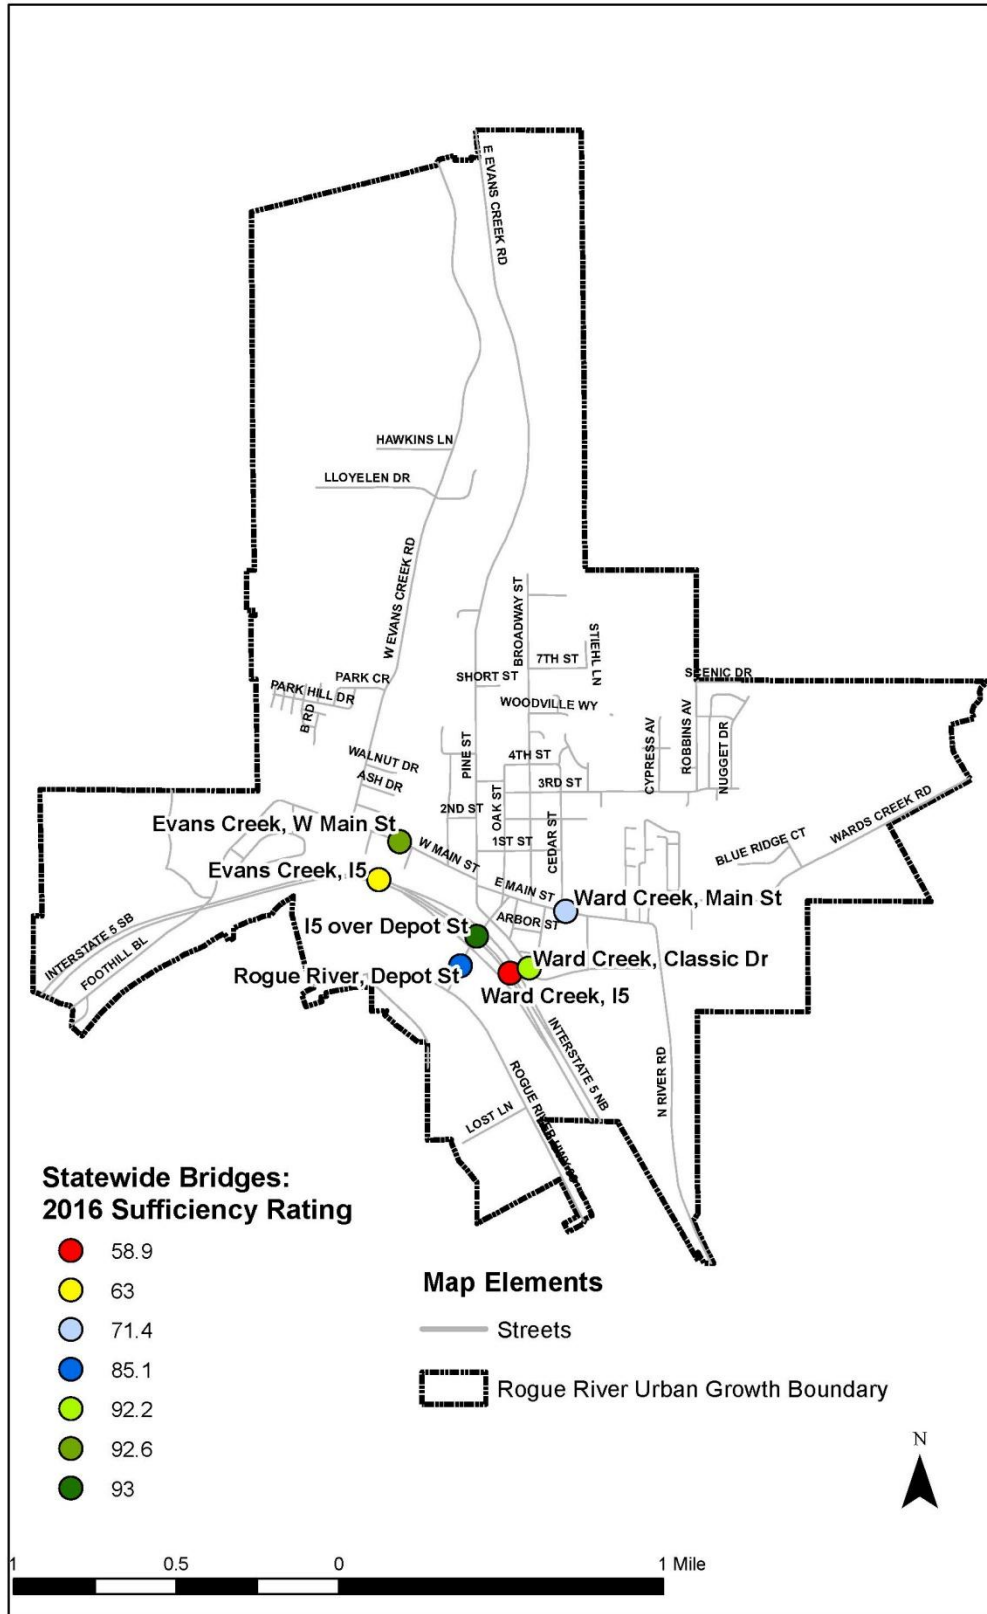 E EVANS CREEK RD
HAWKINS LN
LLOYELEN DR
W EVANS CREEK RD
BROADWAY ST
STIEHL LN
7TH ST
SCENIC DR
PARK CR
SHORT ST
PARK HILL DR
B RD
WOODVILLE WY
CYPRESS AV
ROBBINS AV
NUGGET DR
WALNUT DR
PINE ST
4TH ST
ASH DR
3RD ST
2ND ST
OAK ST
WARDS CREEK RD
Evans Creek, W Main St
W MAIN ST
1ST ST
CEDAR ST
BLUE RIDGE CT
Evans Creek, I5
E MAIN ST
Ward Creek, Main St
I5 over Depot St
ARBOR ST
INTERSTATE 5 SB
FOOTHILL BL
Rogue River, Depot St
Ward Creek, Classic Dr
Ward Creek, I5
INTERSTATE 5 NB
N RIVER RD
LOST LN
ROGUE RIVER HWY
Statewide Bridges:
2016 Sufficiency Rating
58.9
63
71.4
85.1
92.2
92.6
93
Map Elements
Streets
Rogue River Urban Growth Boundary
N
1 0.5 0 1 Mile